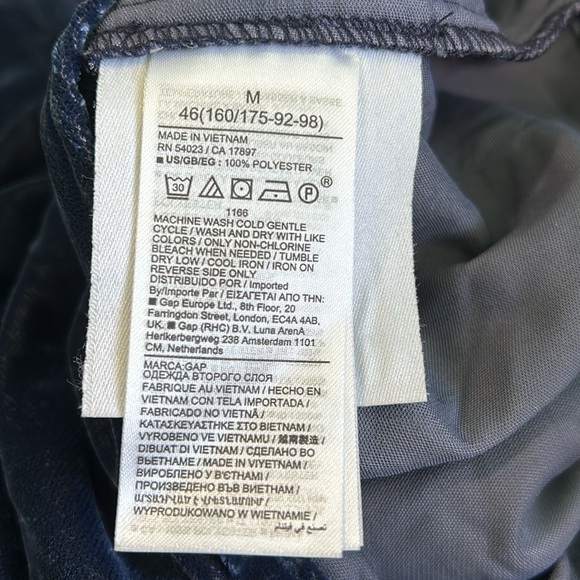 M
46(160/175-92-98)
MADE IN VIETNAM
RN 54023 / CA 17897
■ US/GB/EG : 100% POLYESTER
30 P ®
1166
MACHINE WASH COLD GENTLE
CYCLE / WASH AND DRY WITH LIKE
COLORS / ONLY NON-CHLORINE
BLEACH WHEN NEEDED / TUMBLE
DRY LOW / COOL IRON / IRON ON
REVERSE SIDE ONLY
DISTRIBUIDO POR / Imported
By/Importe Par / ΕΙΣΑΓΕΤΑΙ ΑΠΟ ΤΗΝ:
■ Gap Europe Ltd., 8th Floor, 20
Farringdon Street, London, EC4A 4AB,
UK. ■ Gap (RHC) B.V. Luna ArenA
Herikerbergweg 238 Amsterdam 1101
CM, Netherlands
МАРСА:GAP
ОДЕЖДА ВТОРОГО СЛОЯ
FABRIQUE AU VIETNAM / HECHO EN
VIETNAM CON TELA IMPORTADA /
FABRICADO NO VIETNÃ /
ΚΑΤΑΣΚΕΥΑΣΤΗΚΕ ΣΤΟ ΒΙΕΤΝΑΜ /
VYROBENO VE VIETNAMU / 越南製造 /
DIBUAT DI VIETNAM / СДЕЛАНО ВО
ВЬЕТНАМЕ / MADE IN VIYETNAM /
ВИРОБЛЕНО У В'ЄТНАМІ /
ПРОИЗВЕДЕНО ВЪВ ВИЕТНАМ /
WYPRODUKOWANO W WIETNAMIE /
صنع في فيتنام